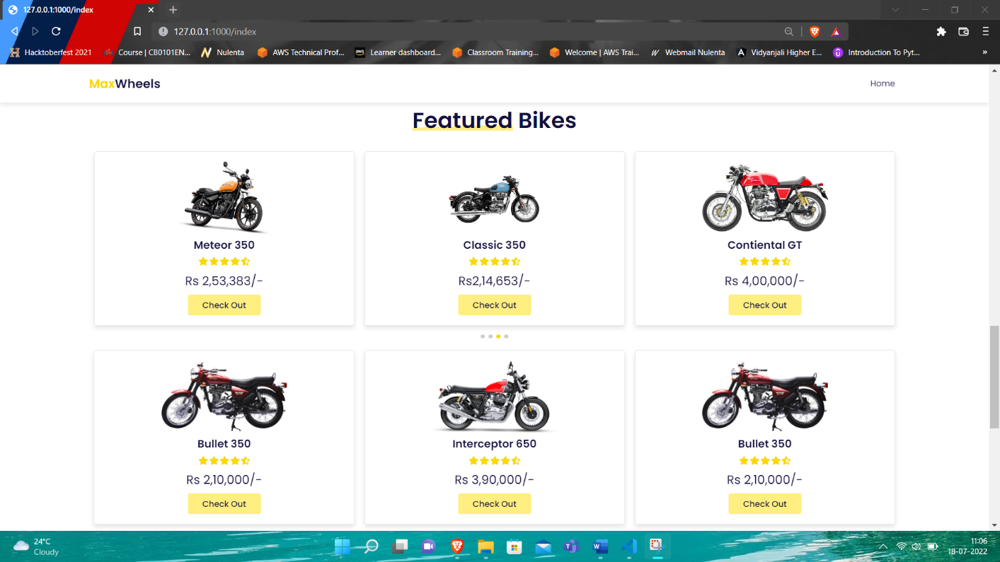 127.0.0.1:1000/index
127.0.0.1:1000/index
Hacktoberfest 2021 Course | CB0101EN... Nulenta AWS Technical Prof... Learner dashboard... Classroom Training... Welcome | AWS Trai... Webmail Nulenta Vidyanjali Higher E... Introduction To Pyt... »
MaxWheels Home
Featured Bikes
Meteor 350 Classic 350 Contiental GT
Rs 2,53,383/- Rs2,14,653/- Rs 4,00,000/-
Check Out Check Out Check Out
Bullet 350 Interceptor 650 Bullet 350
Rs 2,10,000/- Rs 3,90,000/- Rs 2,10,000/-
Check Out Check Out Check Out
24°C 11:06
Cloudy 18-07-2022